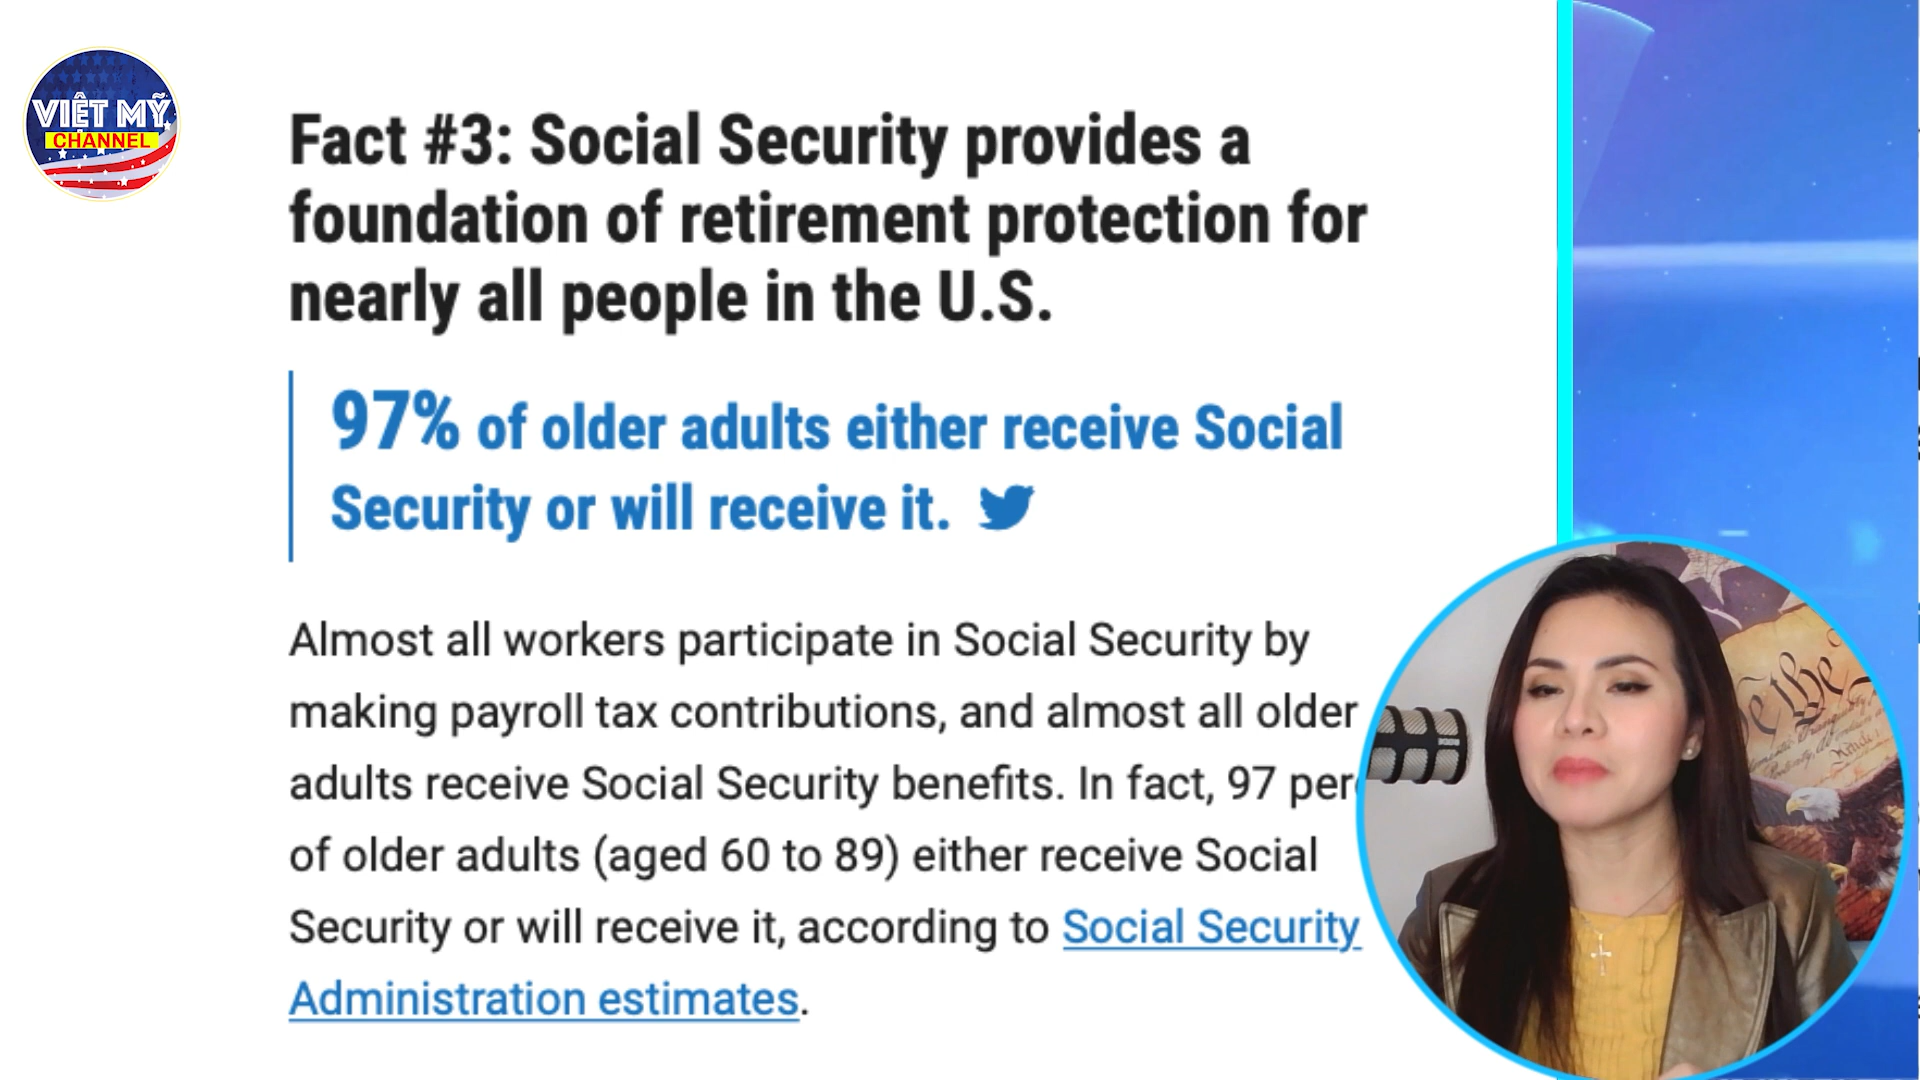 VIỆT MỸ
CHANNEL
Fact #3: Social Security provides a
foundation of retirement protection for
nearly all people in the U.S.
97% of older adults either receive Social
Security or will receive it.
Almost all workers participate in Social Security by
making payroll tax contributions, and almost all older
adults receive Social Security benefits. In fact, 97 per
of older adults (aged 60 to 89) either receive Social
Security or will receive it, according to Social Security
Administration estimates.
We the